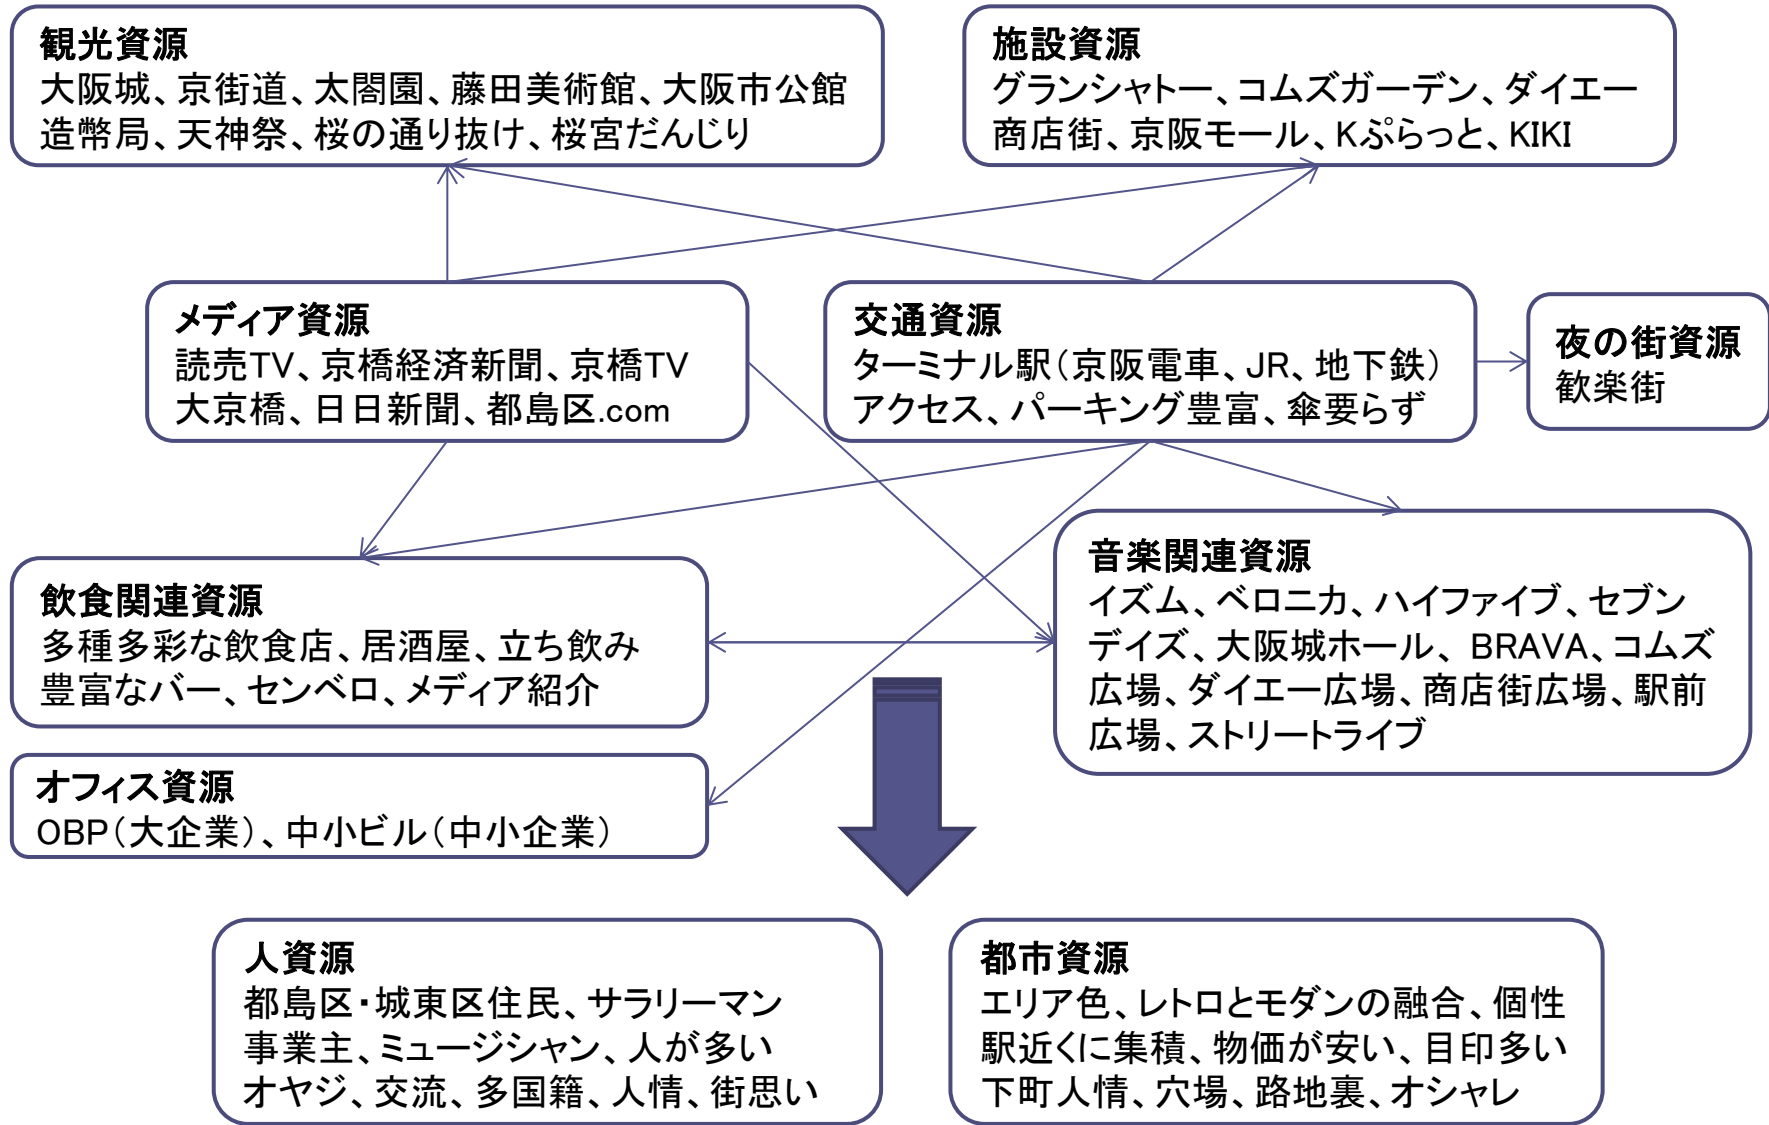 観光資源
大阪城、京街道、太閤園、藤田美術館、大阪市公館
造幣局、天神祭、桜の通り抜け、桜宮だんじり
施設資源
グランシャトー、コムズガーデン、ダイエー
商店街、京阪モール、Kぷらっと、KIKI
メディア資源
読売TV、京橋経済新聞、京橋TV
大京橋、日日新聞、都島区.com
交通資源
ターミナル駅（京阪電車、JR、地下鉄）
アクセス、パーキング豊富、傘要らず
夜の街資源
歓楽街
飲食関連資源
多種多彩な飲食店、居酒屋、立ち飲み
豊富なバー、センベロ、メディア紹介
音楽関連資源
イズム、ベロニカ、ハイファイブ、セブン
デイズ、大阪城ホール、BRAVA、コムズ
広場、ダイエー広場、商店街広場、駅前
広場、ストリートライブ
オフィス資源
OBP（大企業）、中小ビル（中小企業）
人資源
都島区・城東区住民、サラリーマン
事業主、ミュージシャン、人が多い
オヤジ、交流、多国籍、人情、街思い
都市資源
エリア色、レトロとモダンの融合、個性
駅近くに集積、物価が安い、目印多い
下町人情、穴場、路地裏、オシャレ